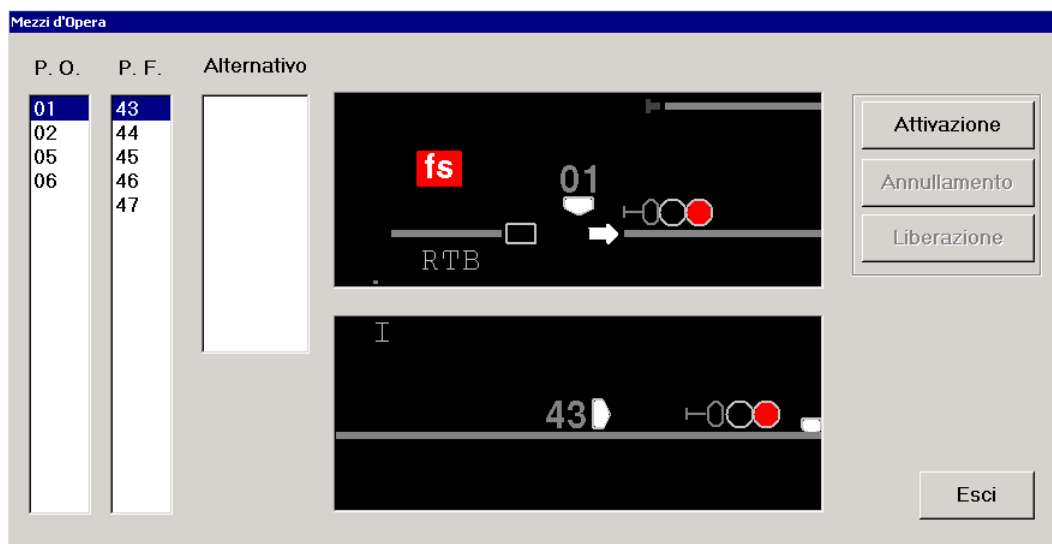 Mezzi d'Opera
P. O.
P. F.
Alternativo
01
02
05
06
43
44
45
46
47
fs
01
RTB
I
43
Attivazione
Annullamento
Liberazione
Esci